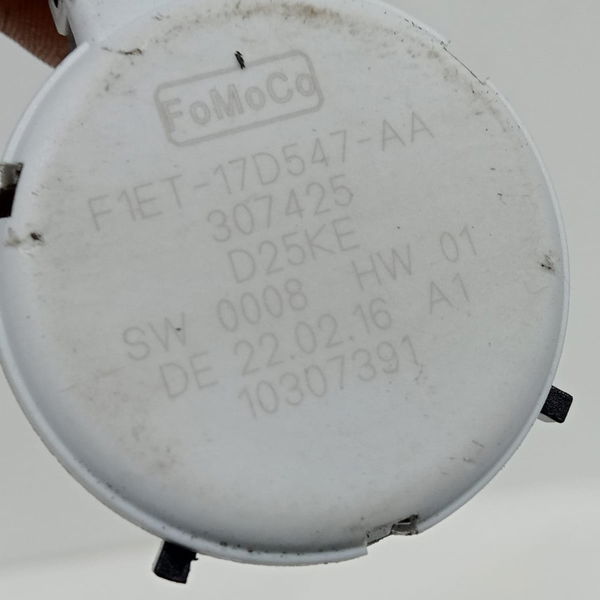 FoMoCo
F1ET-17D547-AA
307425
D25KE
SW 0008 HW 01
DE 22.02.16 A1
10307391